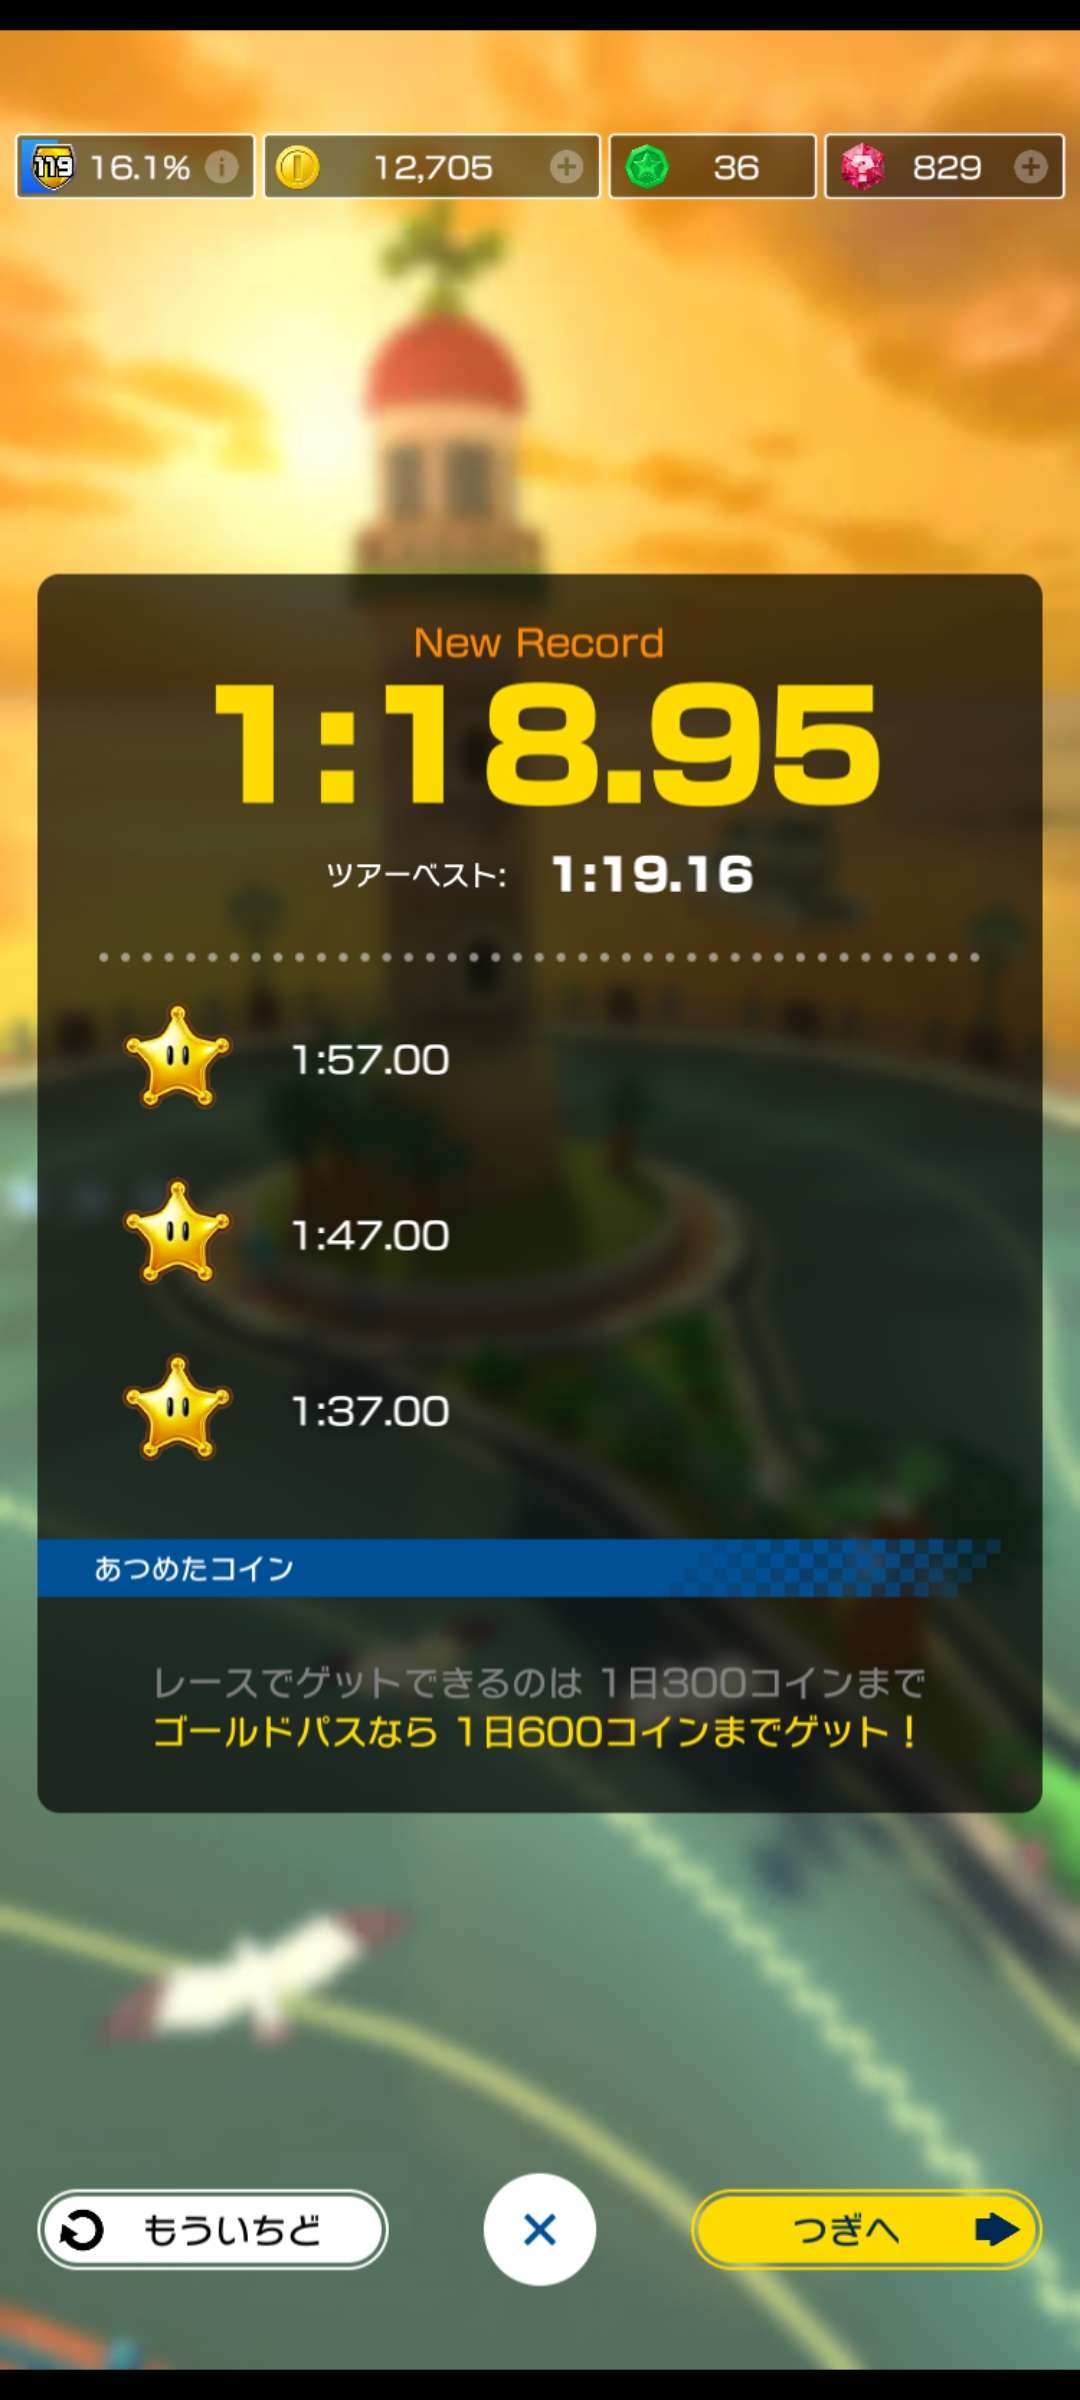 119 16.1% i 12,705 + 36 829 +
New Record
1:18.95
ツアーベスト: 1:19.16
1:57.00
1:47.00
1:37.00
あつめたコイン
レースでゲットできるのは 1日300コインまで
ゴールドパスなら 1日600コインまでゲット！
もういちど × つぎへ